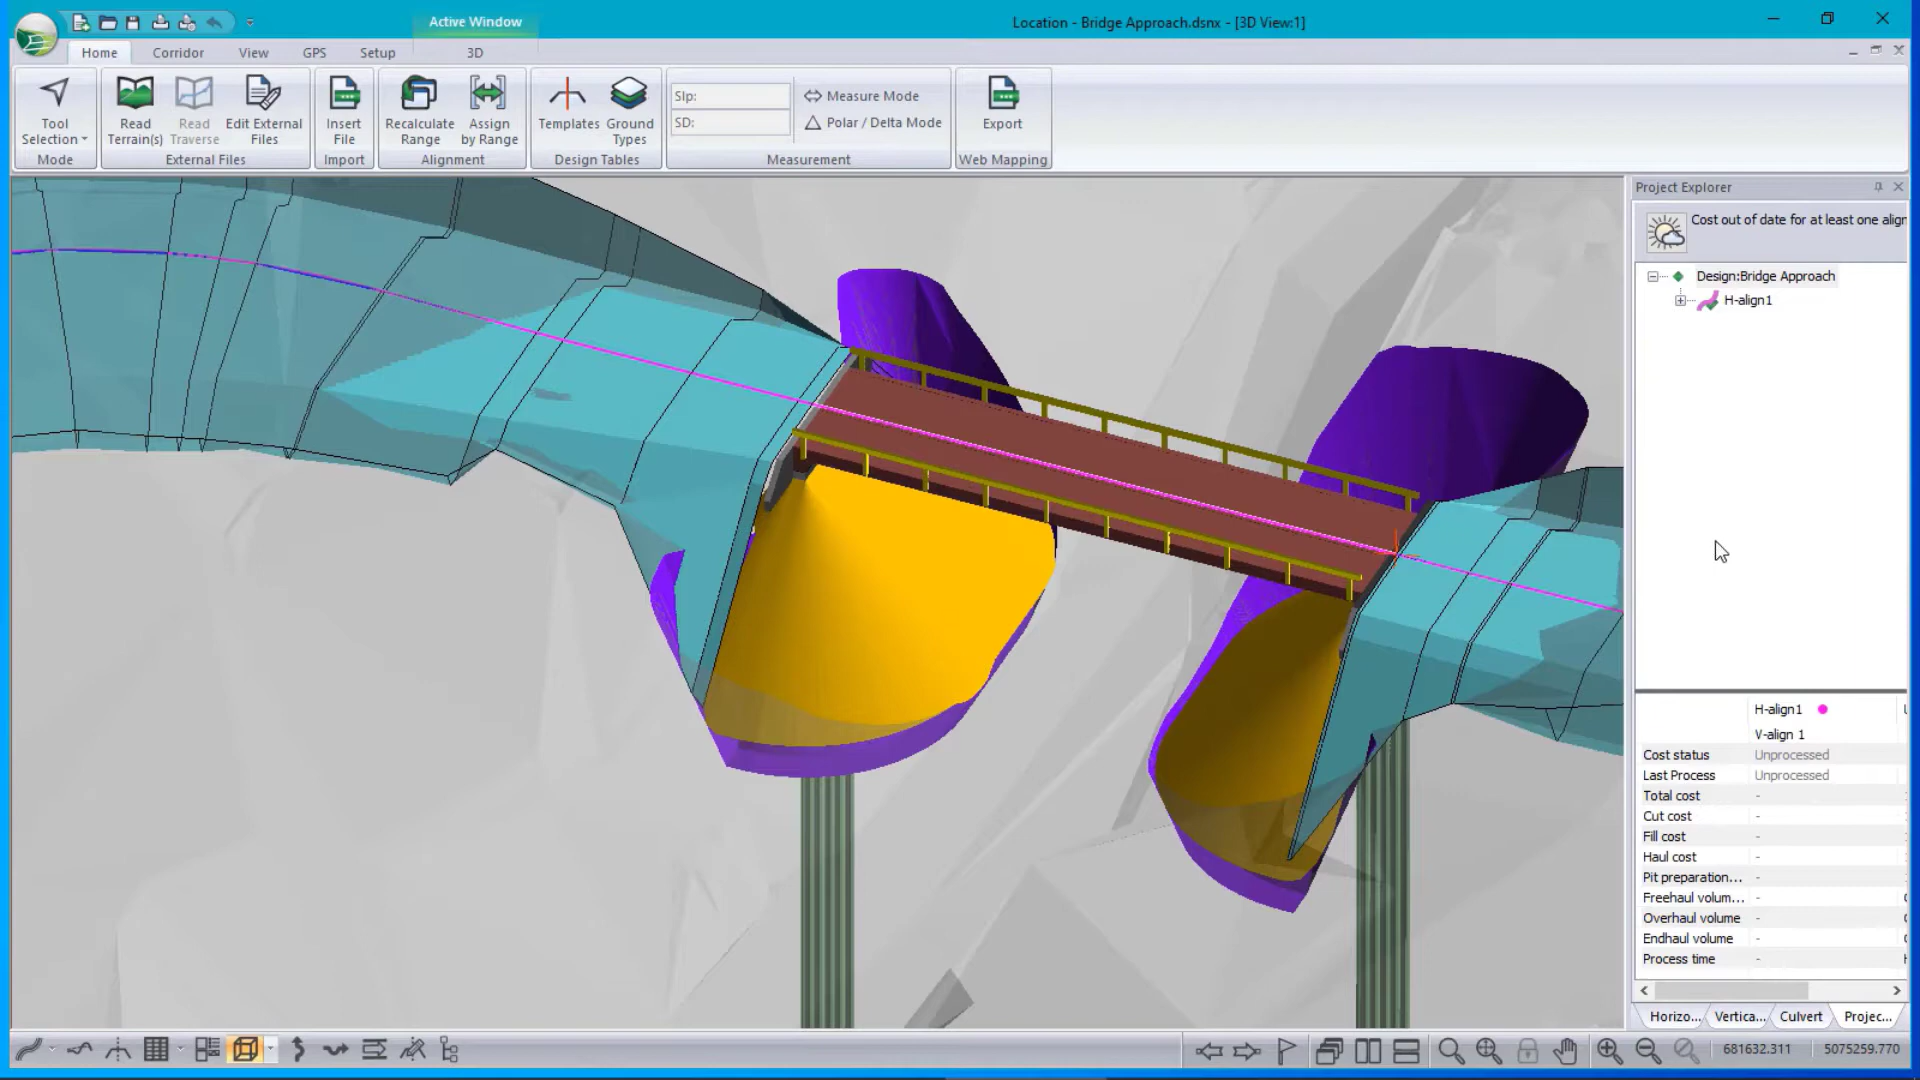 Active Window
Location - Bridge Approach.dsnx - [3D View:1]
Home
Corridor
View
GPS
Setup
3D
Tool
Selection
Mode
Read
Terrain(s)
Read
Traverse
Edit External
Files
External Files
Insert
File
Import
Recalculate
Range
Assign
by Range
Alignment
Templates
Ground
Types
Design Tables
Slp:
SD:
Measure Mode
Polar / Delta Mode
Measurement
Export
Web Mapping
Project Explorer
Cost out of date for at least one align
Design:Bridge Approach
H-align1
H-align1
V-align 1
Cost status Unprocessed
Last Process Unprocessed
Total cost -
Cut cost -
Fill cost -
Haul cost -
Pit preparation... -
Freehaul volum... -
Overhaul volume -
Endhaul volume -
Process time -
Horizo...
Vertica...
Culvert
Projec...
681632.311
5075259.770